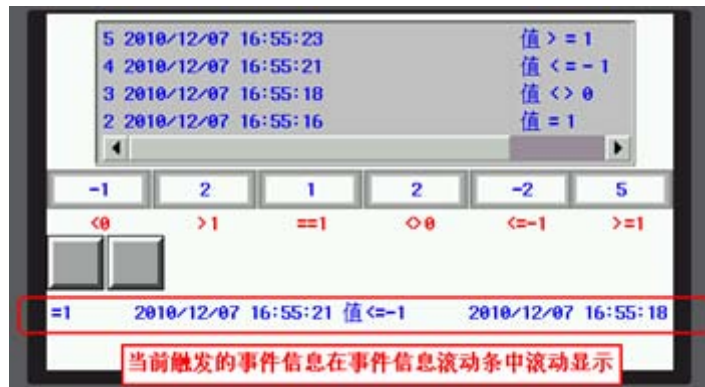 5 2010/12/07 16:55:23 值 > = 1
4 2010/12/07 16:55:21 值 < = - 1
3 2010/12/07 16:55:18 值 <> 0
2 2010/12/07 16:55:16 值 = 1
-1 2 1 2 -2 5
<0 >1 ==1 <>0 <=-1 >=1
=1 2010/12/07 16:55:21 值<=-1 2010/12/07 16:55:18
当前触发的事件信息在事件信息滚动条中滚动显示